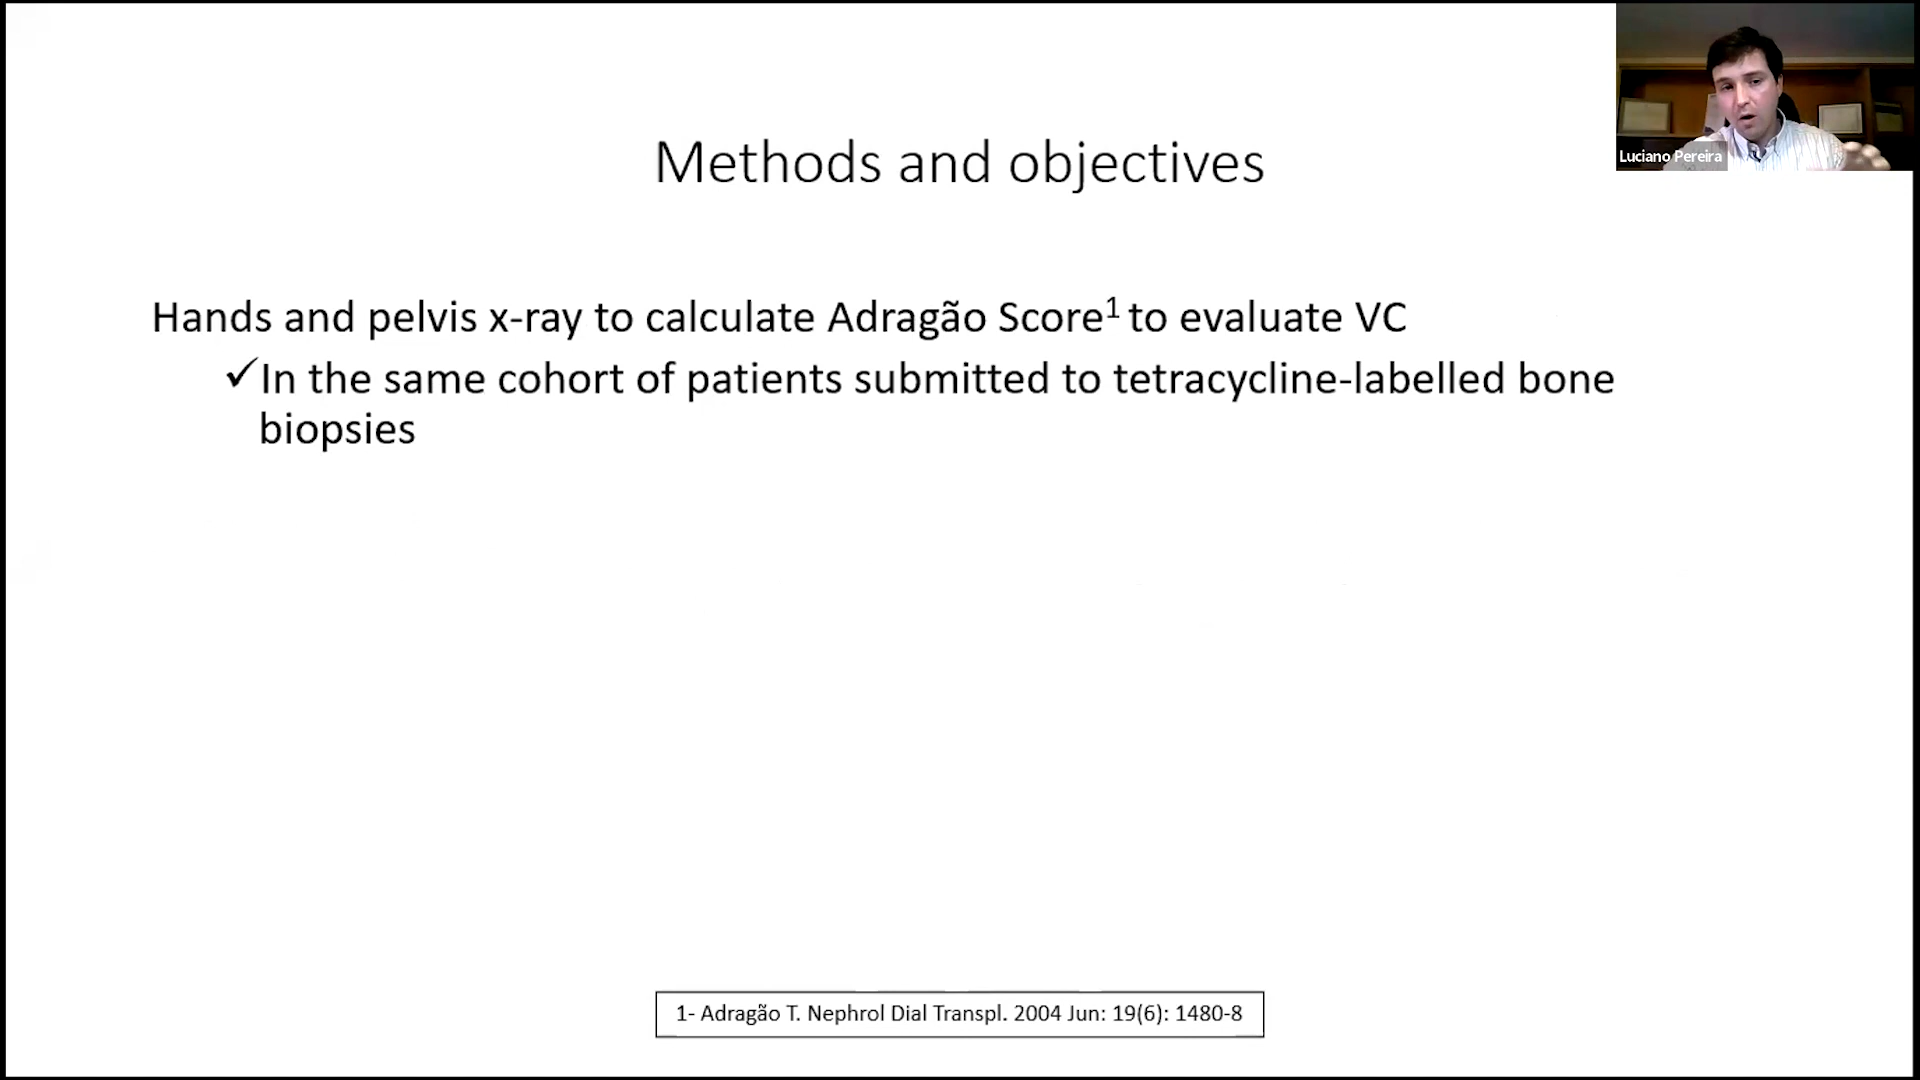 Luciano Pereira
Methods and objectives
Hands and pelvis x-ray to calculate Adragão Score¹ to evaluate VC
✓In the same cohort of patients submitted to tetracycline-labelled bone
biopsies
1- Adragão T. Nephrol Dial Transpl. 2004 Jun: 19(6): 1480-8